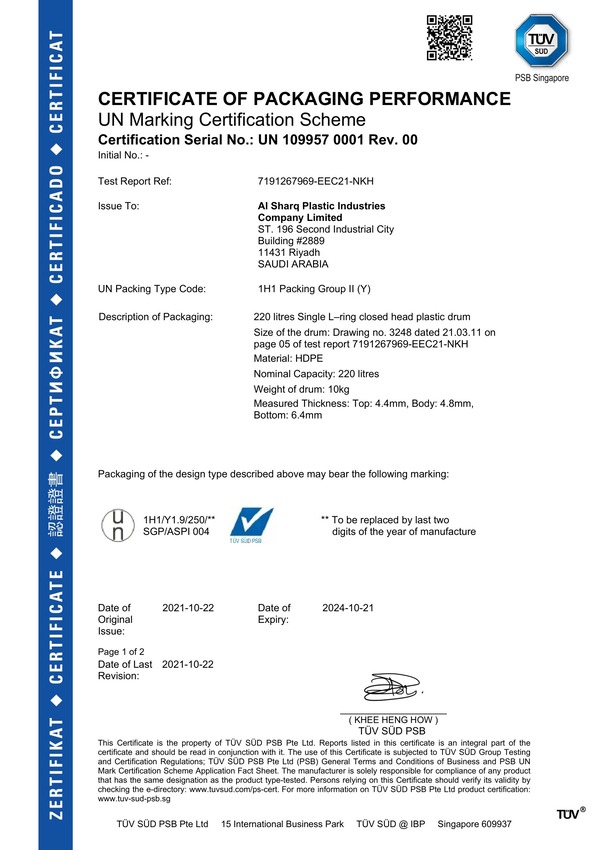 ZERTIFIKAT ◆ CERTIFICATE ◆ 認證證書 ◆ СЕРТИФИКАТ ◆ CERTIFICADO ◆ CERTIFICAT
TÜV
SÜD
PSB Singapore
CERTIFICATE OF PACKAGING PERFORMANCE
UN Marking Certification Scheme
Certification Serial No.: UN 109957 0001 Rev. 00
Initial No.: -
Test Report Ref: 7191267969-EEC21-NKH
Issue To: Al Sharq Plastic Industries
Company Limited
ST. 196 Second Industrial City
Building #2889
11431 Riyadh
SAUDI ARABIA
UN Packing Type Code: 1H1 Packing Group II (Y)
Description of Packaging: 220 litres Single L–ring closed head plastic drum
Size of the drum: Drawing no. 3248 dated 21.03.11 on
page 05 of test report 7191267969-EEC21-NKH
Material: HDPE
Nominal Capacity: 220 litres
Weight of drum: 10kg
Measured Thickness: Top: 4.4mm, Body: 4.8mm,
Bottom: 6.4mm
Packaging of the design type described above may bear the following marking:
un 1H1/Y1.9/250/** ** To be replaced by last two
SGP/ASPI 004 digits of the year of manufacture
TÜV SÜD PSB
Date of 2021-10-22 Date of 2024-10-21
Original Expiry:
Issue:
Page 1 of 2
Date of Last 2021-10-22
Revision:
( KHEE HENG HOW )
TÜV SÜD PSB
This Certificate is the property of TÜV SÜD PSB Pte Ltd. Reports listed in this certificate is an integral part of the
certificate and should be read in conjunction with it. The use of this Certificate is subjected to TÜV SÜD Group Testing
and Certification Regulations; TÜV SÜD PSB Pte Ltd (PSB) General Terms and Conditions of Business and PSB UN
Mark Certification Scheme Application Fact Sheet. The manufacturer is solely responsible for compliance of any product
that has the same designation as the product type-tested. Persons relying on this Certificate should verify its validity by
checking the e-directory: www.tuvsud.com/ps-cert. For more information on TÜV SÜD PSB Pte Ltd product certification:
www.tuv-sud-psb.sg
TÜV®
TÜV SÜD PSB Pte Ltd 15 International Business Park TÜV SÜD @ IBP Singapore 609937